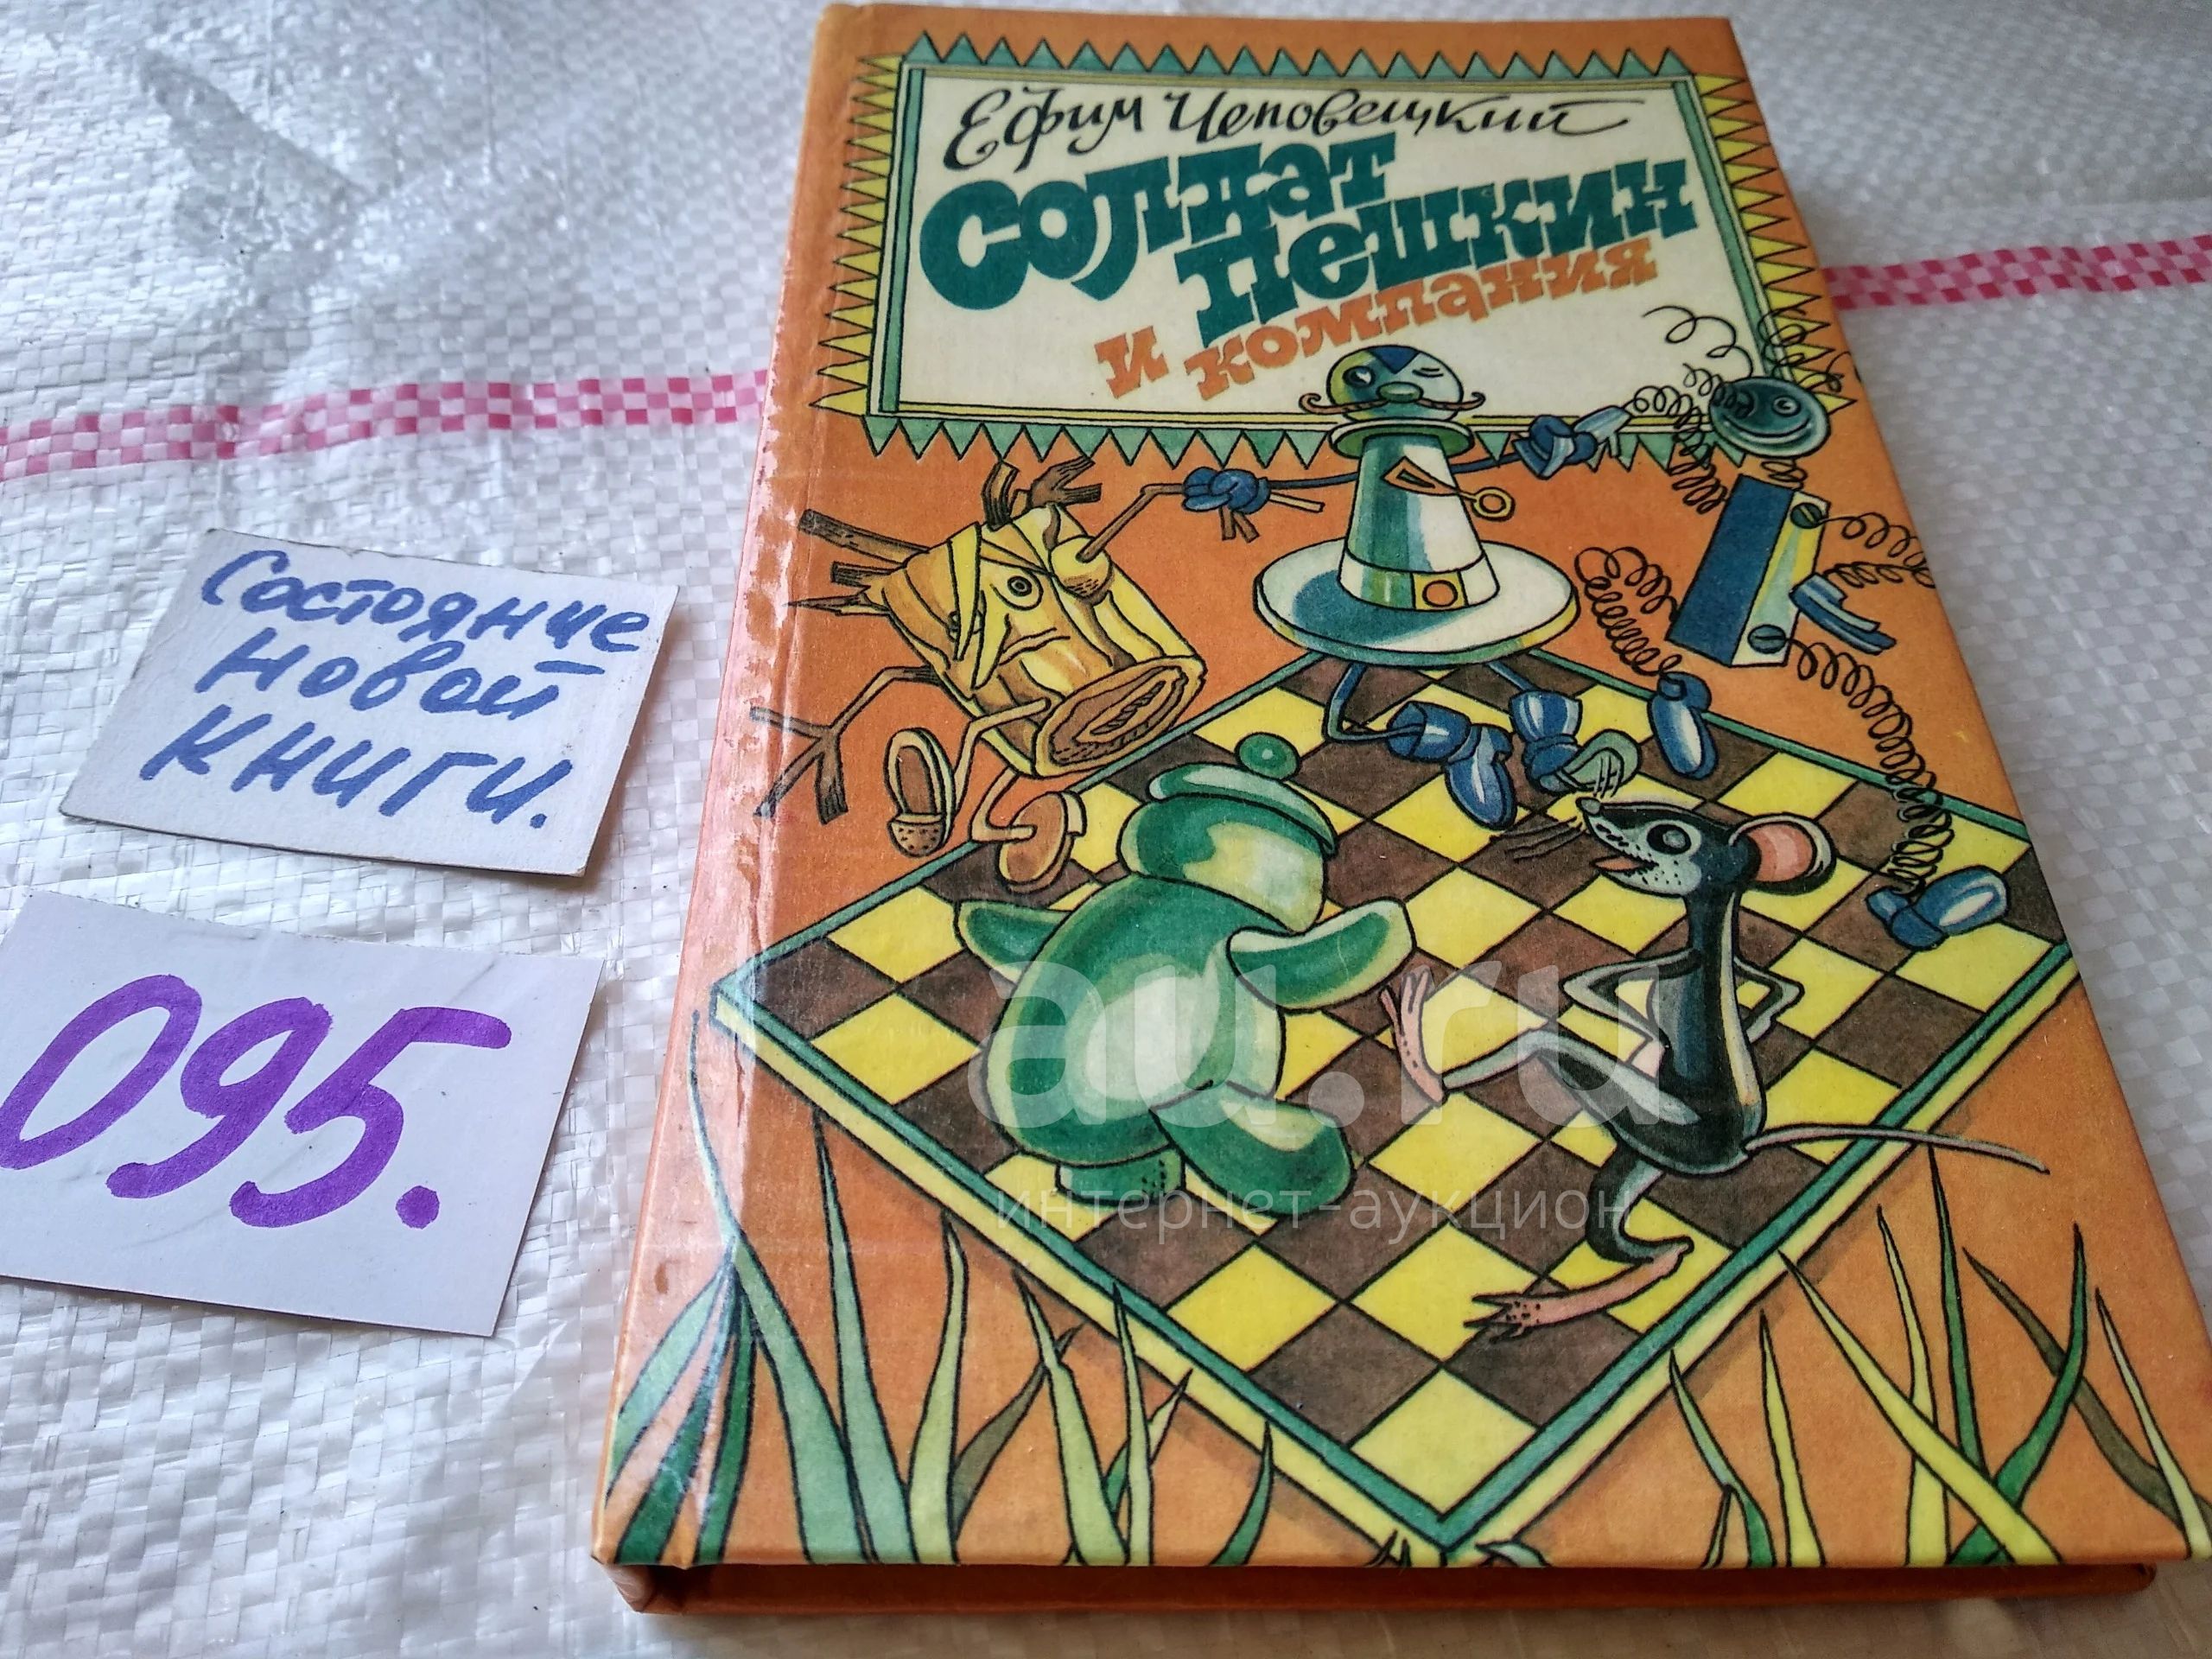 Ефим Чеповецкий
Солдат
Пешкин
и компания
Состояние
новой
книги.
095.
au.ru
интернет-аукцион